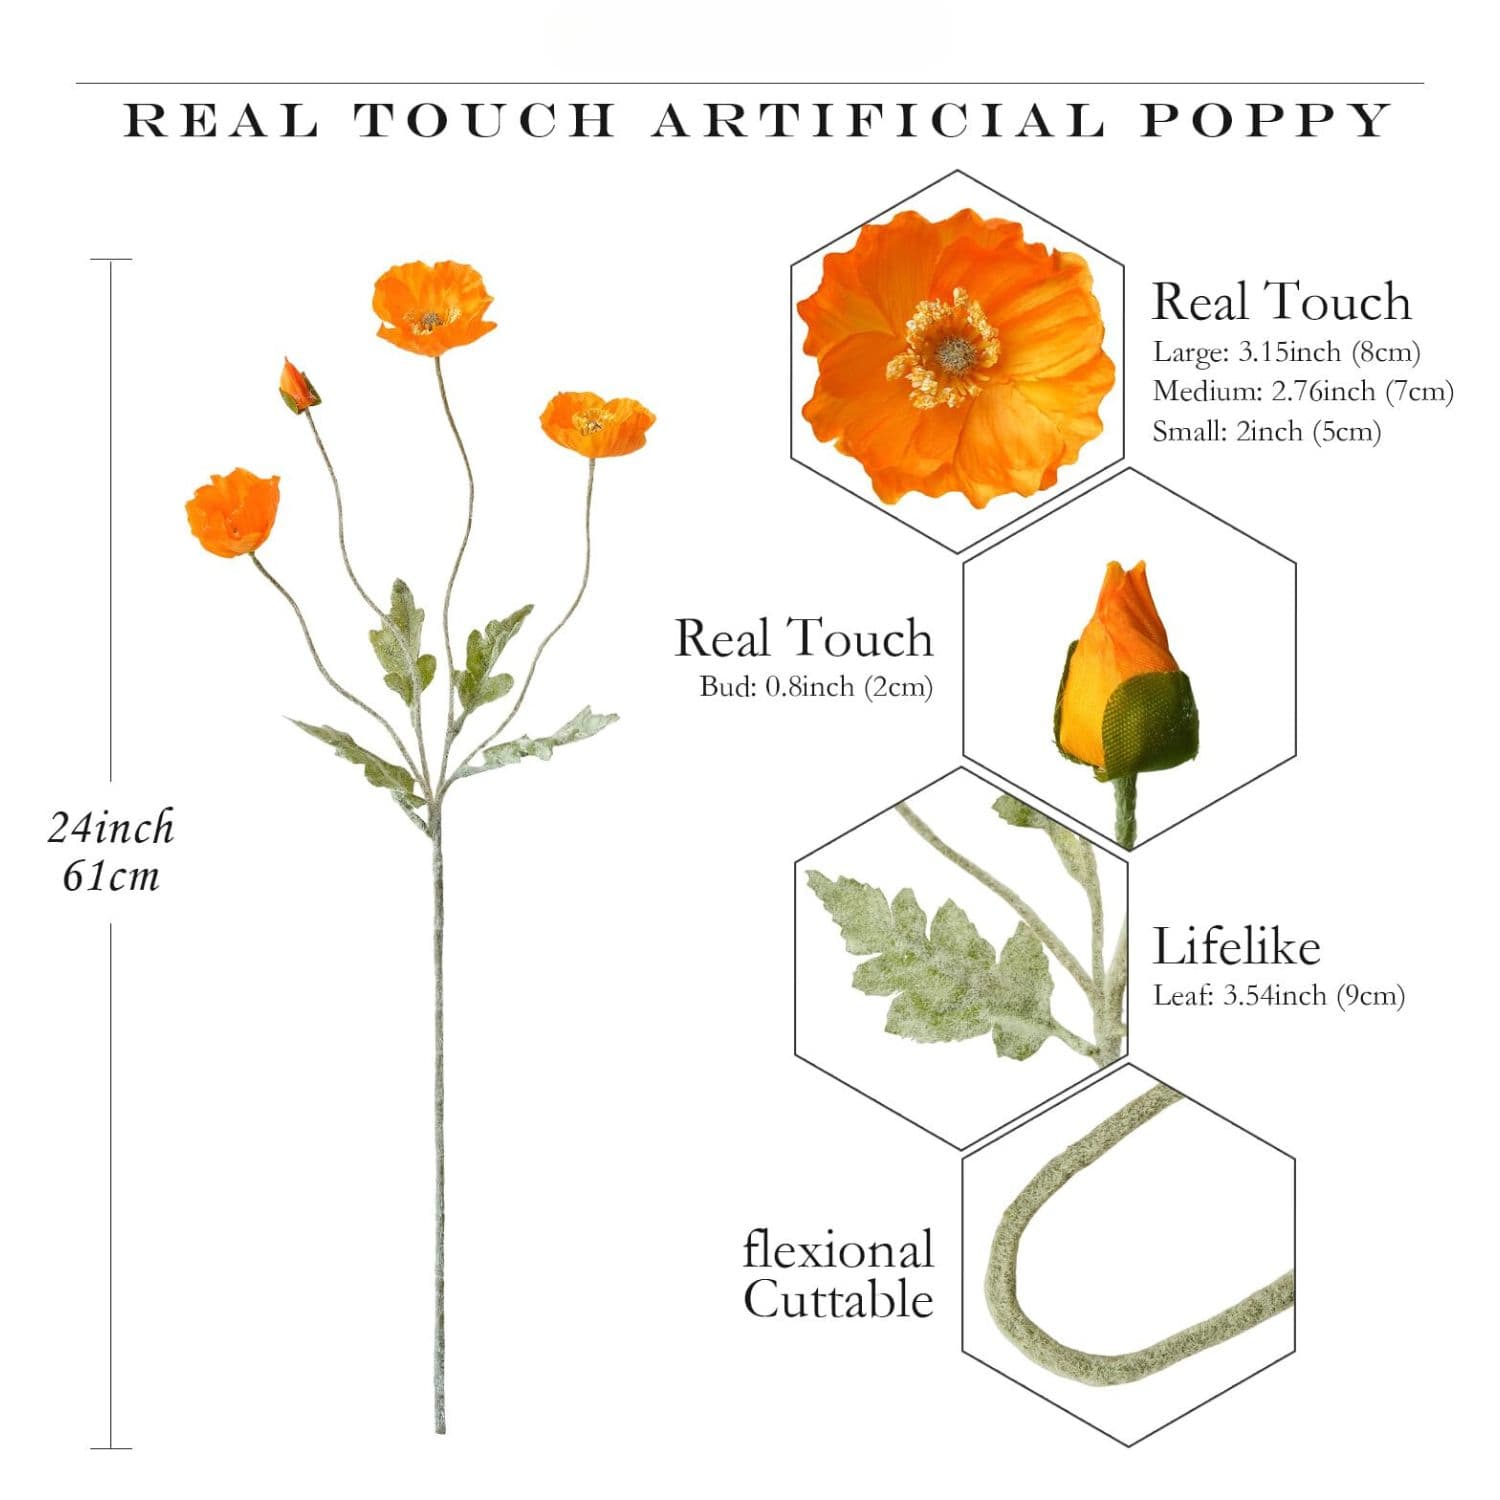 REAL TOUCH ARTIFICIAL POPPY
Real Touch
Large: 3.15inch (8cm)
Medium: 2.76inch (7cm)
Small: 2inch (5cm)
Real Touch
Bud: 0.8inch (2cm)
24inch
61cm
Lifelike
Leaf: 3.54inch (9cm)
flexional
Cuttable